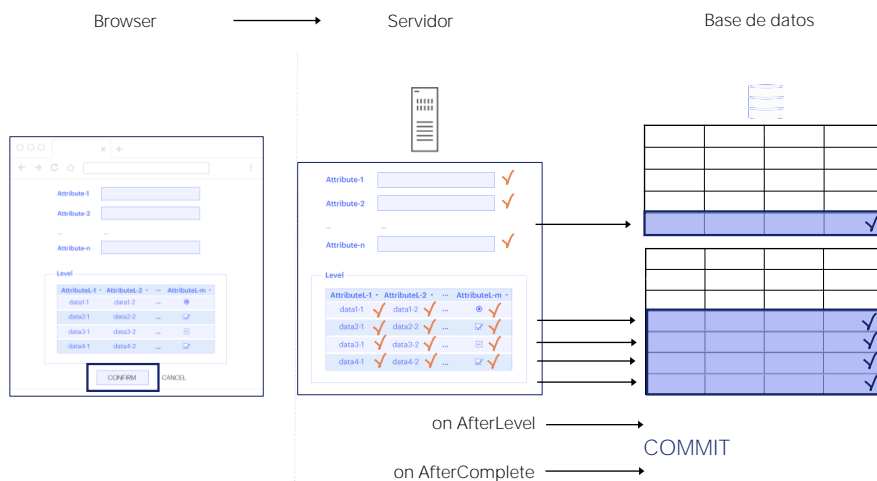 Browser
Servidor
Base de datos
Attribute-1
Attribute-2
... ...
Attribute-n
Level
AttributeL-1 AttributeL-2 ... AttributeL-m
data1-1 data1-2 ...
data2-1 data2-2 ...
data3-1 data3-2 ...
data4-1 data4-2 ...
CONFIRM CANCEL
Attribute-1
Attribute-2
... ...
Attribute-n
Level
AttributeL-1 AttributeL-2 ... AttributeL-m
data1-1 data1-2 ...
data2-1 data2-2 ...
data3-1 data3-2 ...
data4-1 data4-2 ...
on AfterLevel
COMMIT
on AfterComplete